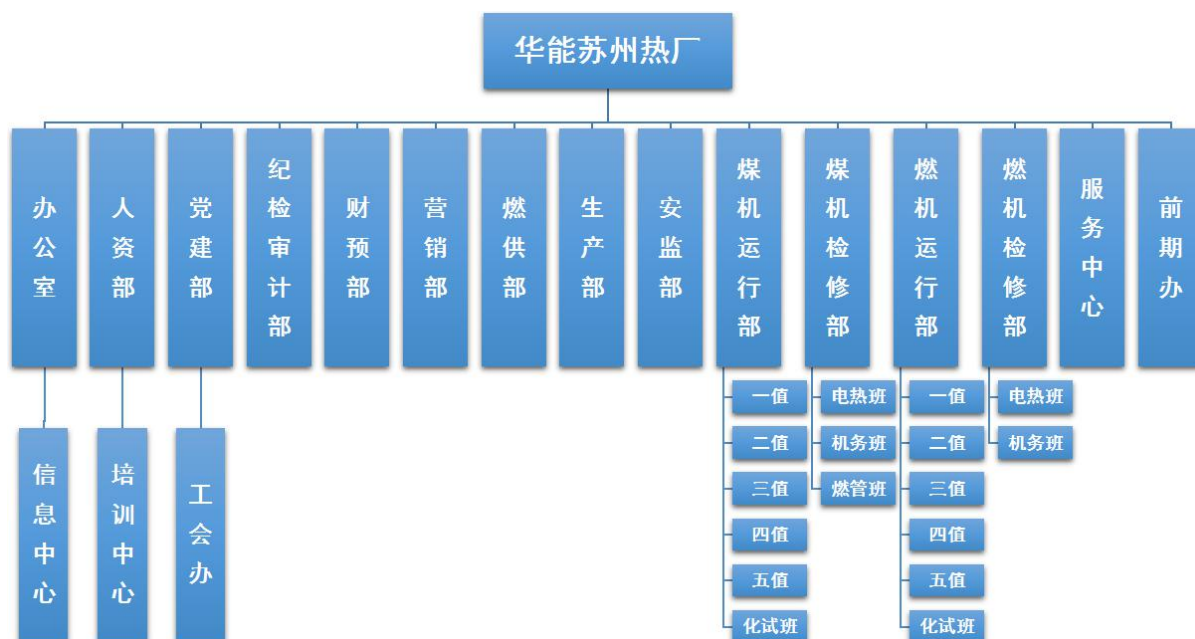 华能苏州热厂
办公室
人资部
党建部
纪检审计部
财预部
营销部
燃供部
生产部
安监部
煤机运行部
煤机检修部
燃机运行部
燃机检修部
服务中心
前期办
信息中心
培训中心
工会办
一值
二值
三值
四值
五值
化试班
电热班
机务班
燃管班
一值
二值
三值
四值
五值
化试班
电热班
机务班